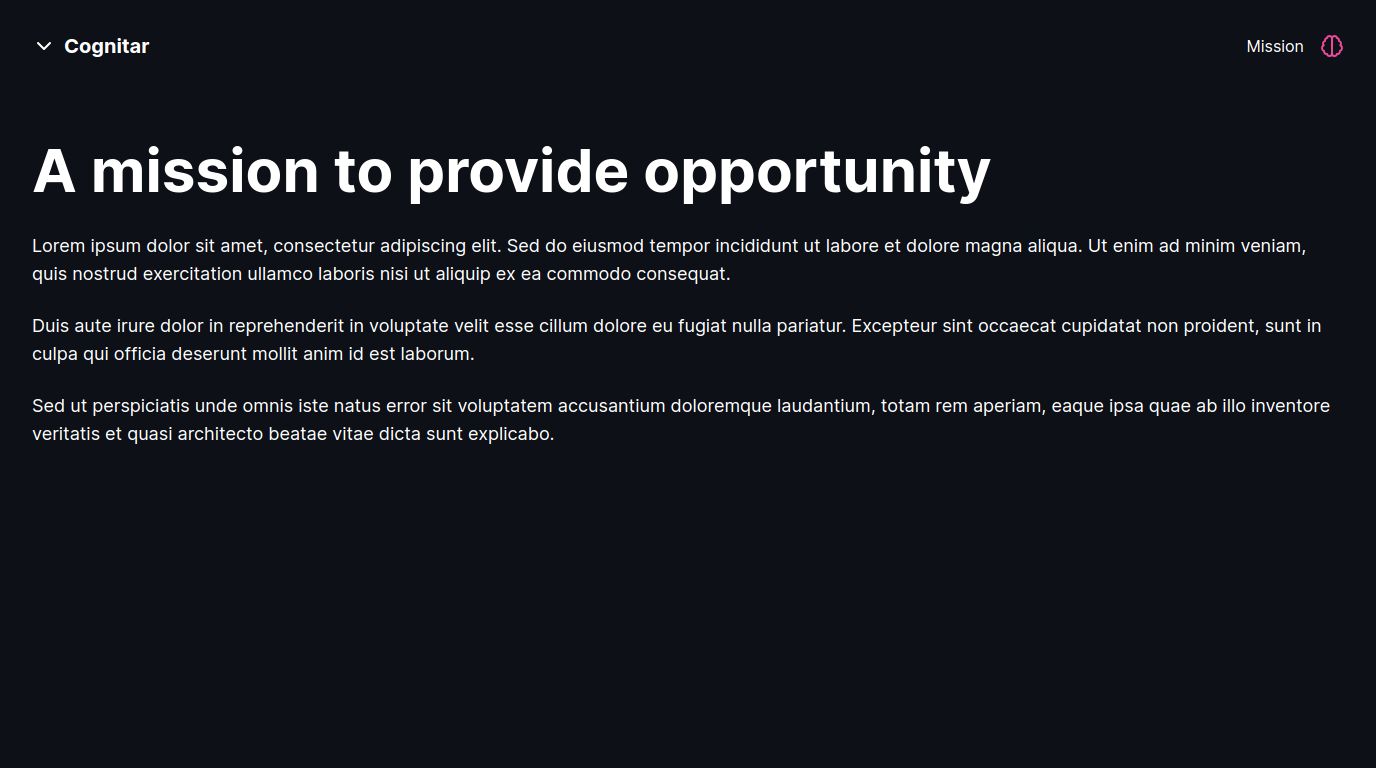 Cognitar
Mission
A mission to provide opportunity
Lorem ipsum dolor sit amet, consectetur adipiscing elit. Sed do eiusmod tempor incididunt ut labore et dolore magna aliqua. Ut enim ad minim veniam,
quis nostrud exercitation ullamco laboris nisi ut aliquip ex ea commodo consequat.
Duis aute irure dolor in reprehenderit in voluptate velit esse cillum dolore eu fugiat nulla pariatur. Excepteur sint occaecat cupidatat non proident, sunt in
culpa qui officia deserunt mollit anim id est laborum.
Sed ut perspiciatis unde omnis iste natus error sit voluptatem accusantium doloremque laudantium, totam rem aperiam, eaque ipsa quae ab illo inventore
veritatis et quasi architecto beatae vitae dicta sunt explicabo.